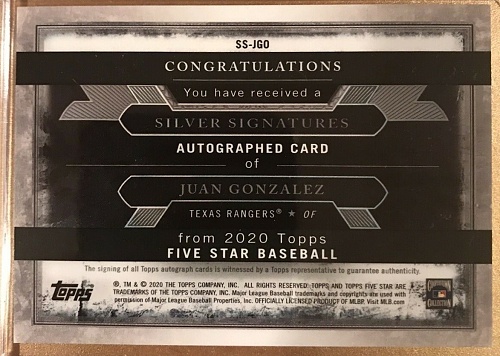 SS-JGO
CONGRATULATIONS
You have received a
SILVER SIGNATURES
AUTOGRAPHED CARD
of
JUAN GONZALEZ
TEXAS RANGERS® ★ OF
from 2020 Topps
FIVE STAR BASEBALL
The signing of all Topps autograph cards is witnessed by a Topps representative to guarantee authenticity.
®, TM & © 2020 THE TOPPS COMPANY, INC. ALL RIGHTS RESERVED. TOPPS AND TOPPS FIVE STAR ARE
TRADEMARKS OF THE TOPPS COMPANY, INC. Major League Baseball trademarks and copyrights are used with
permission of Major League Baseball Properties, Inc. OFFICIALLY LICENSED PRODUCT OF MLBP. Visit MLB.com
Topps